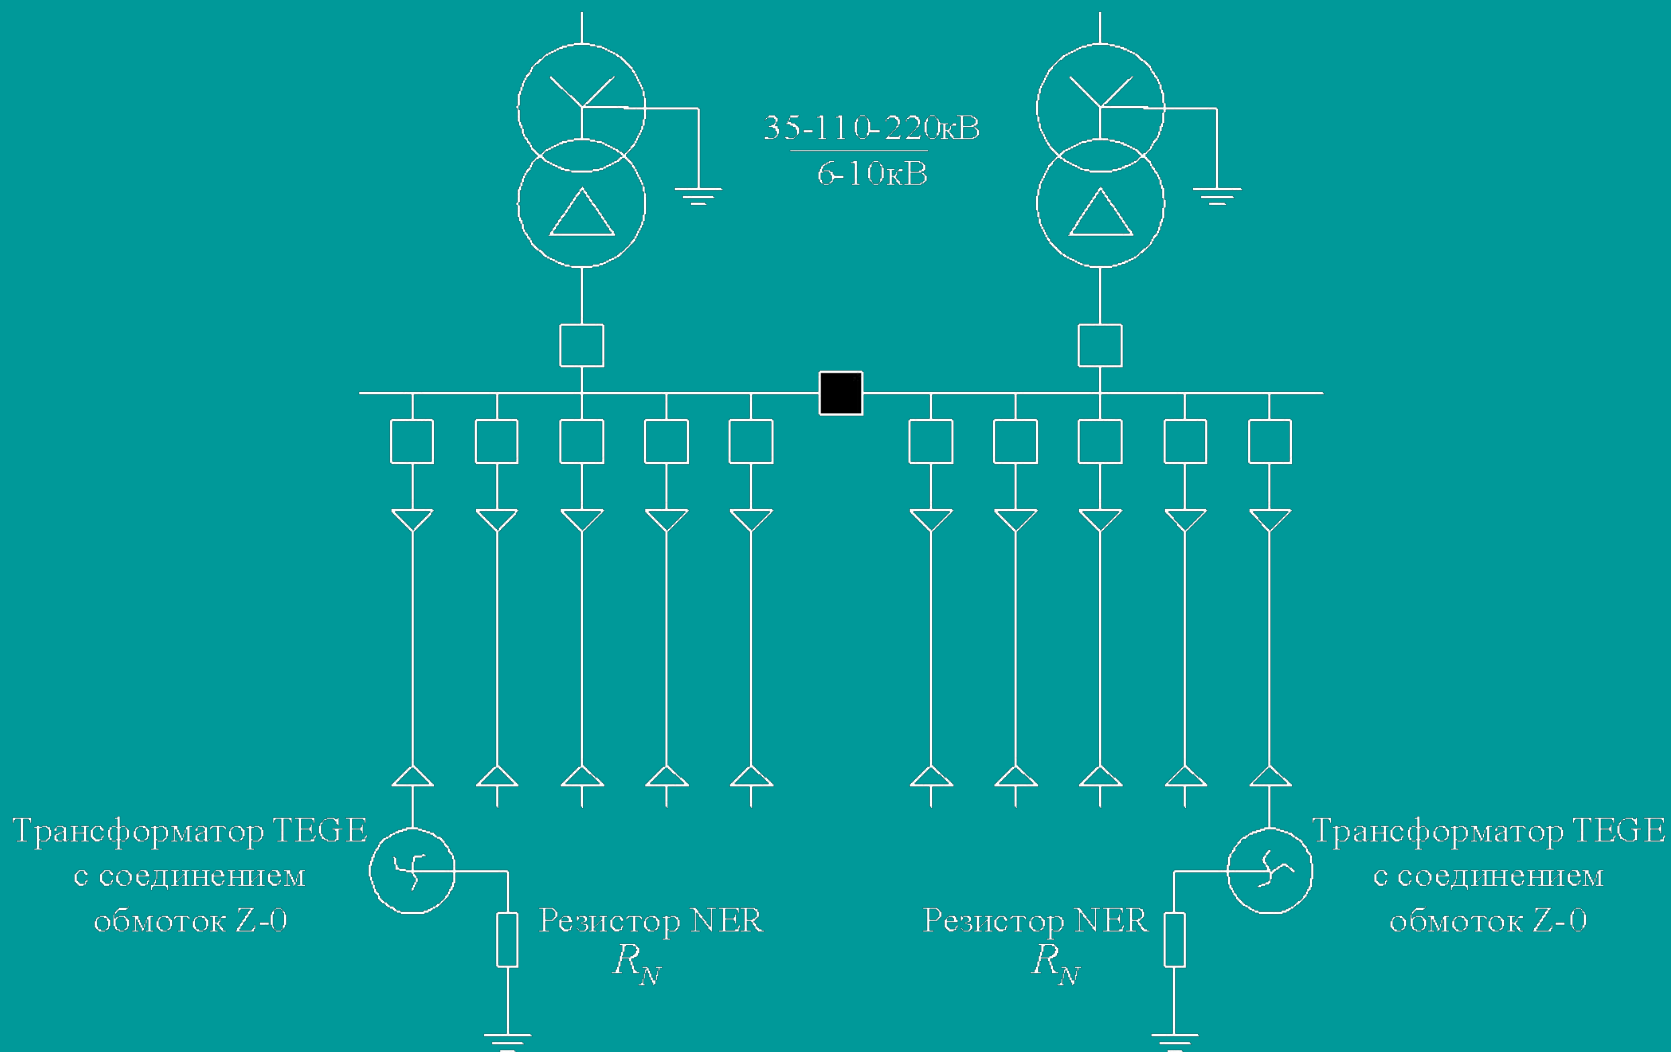 35-110-220кВ
6-10кВ
Трансформатор TEGE
с соединением
обмоток Z-0
Резистор NER
R_N
Резистор NER
R_N
Трансформатор TEGE
с соединением
обмоток Z-0